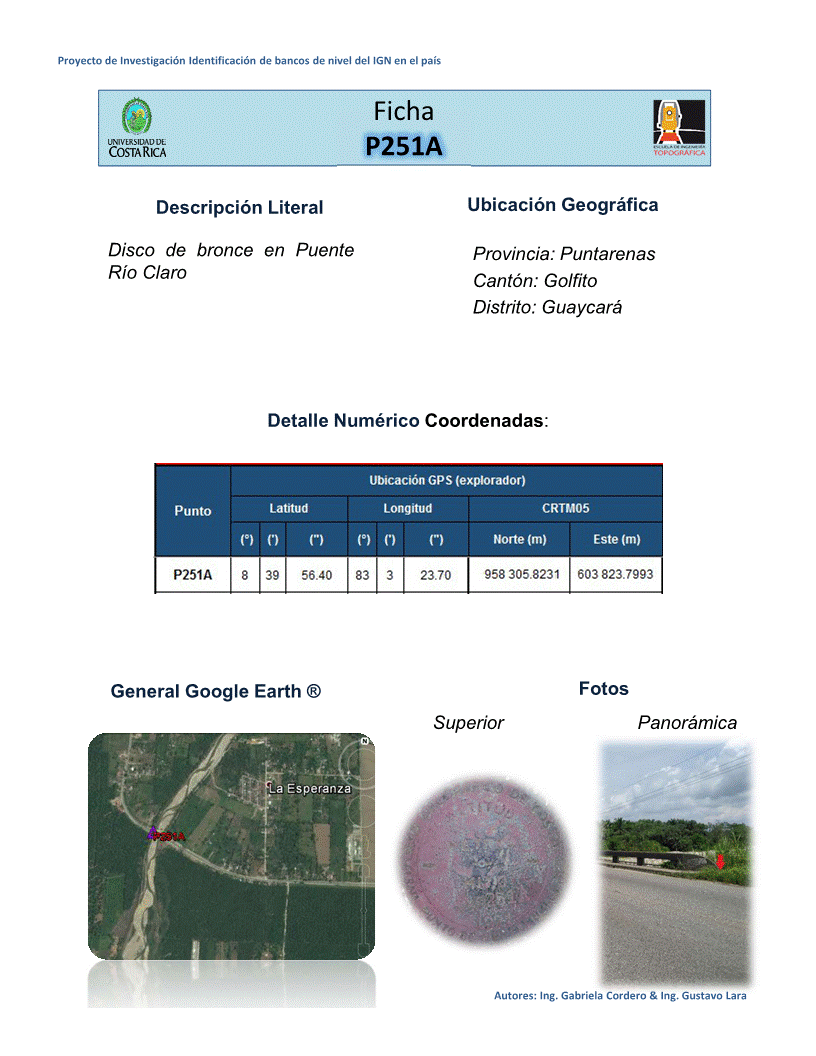 Proyecto de Investigación Identificación de bancos de nivel del IGN en el país
UNIVERSIDAD DE
COSTA RICA
Ficha
P251A
ESCUELA DE INGENIERÍA
TOPOGRÁFICA
Descripción Literal
Disco de bronce en Puente
Río Claro
Ubicación Geográfica
Provincia: Puntarenas
Cantón: Golfito
Distrito: Guaycará
Detalle Numérico Coordenadas:
Punto
Ubicación GPS (explorador)
Latitud Longitud CRTM05
(°) (') (") (°) (') (") Norte (m) Este (m)
P251A 8 39 56.40 83 3 23.70 958 305.8231 603 823.7993
General Google Earth ®
N
La Esperanza
P251A
Fotos
Superior Panorámica
Autores: Ing. Gabriela Cordero & Ing. Gustavo Lara